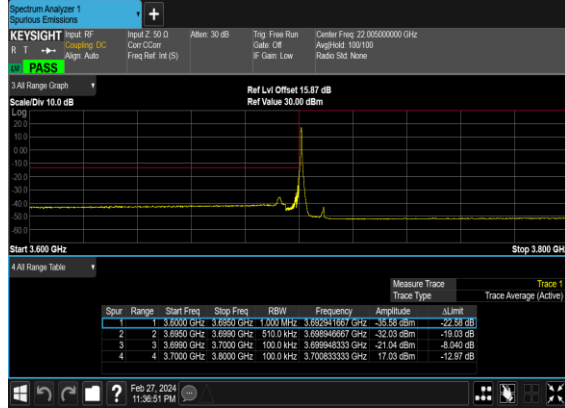 Spectrum Analyzer 1
Spurious Emissions
+
KEYSIGHT Input: RF Input Z: 50 Ω Atten: 30 dB Trig: Free Run Center Freq: 22.005000000 GHz
R T Coupling: DC Corr CCorr Gate: Off Avg|Hold: 100/100
Align: Auto Freq Ref: Int (S) IF Gain: Low Radio Std: None
PASS
3 All Range Graph
Ref Lvl Offset 15.87 dB
Scale/Div 10.0 dB Ref Value 30.00 dBm
Log
20.0
10.0
0.00
-10.0
-20.0
-30.0
-40.0
-50.0
-60.0
Start 3.600 GHz Stop 3.800 GH
4 All Range Table
Measure Trace Trace 1
Trace Type Trace Average (Active)
Spur Range Start Freq Stop Freq RBW Frequency Amplitude ΔLimit
1 1 3.6000 GHz 3.6950 GHz 1.000 MHz 3.692941667 GHz -35.58 dBm -22.58 dB
2 2 3.6950 GHz 3.6990 GHz 510.0 kHz 3.698946667 GHz -32.03 dBm -19.03 dB
3 3 3.6990 GHz 3.7000 GHz 100.0 kHz 3.699948333 GHz -21.04 dBm -8.040 dB
4 4 3.7000 GHz 3.8000 GHz 100.0 kHz 3.700833333 GHz 17.03 dBm -12.97 dB
? Feb 27, 2024
11:36:51 PM